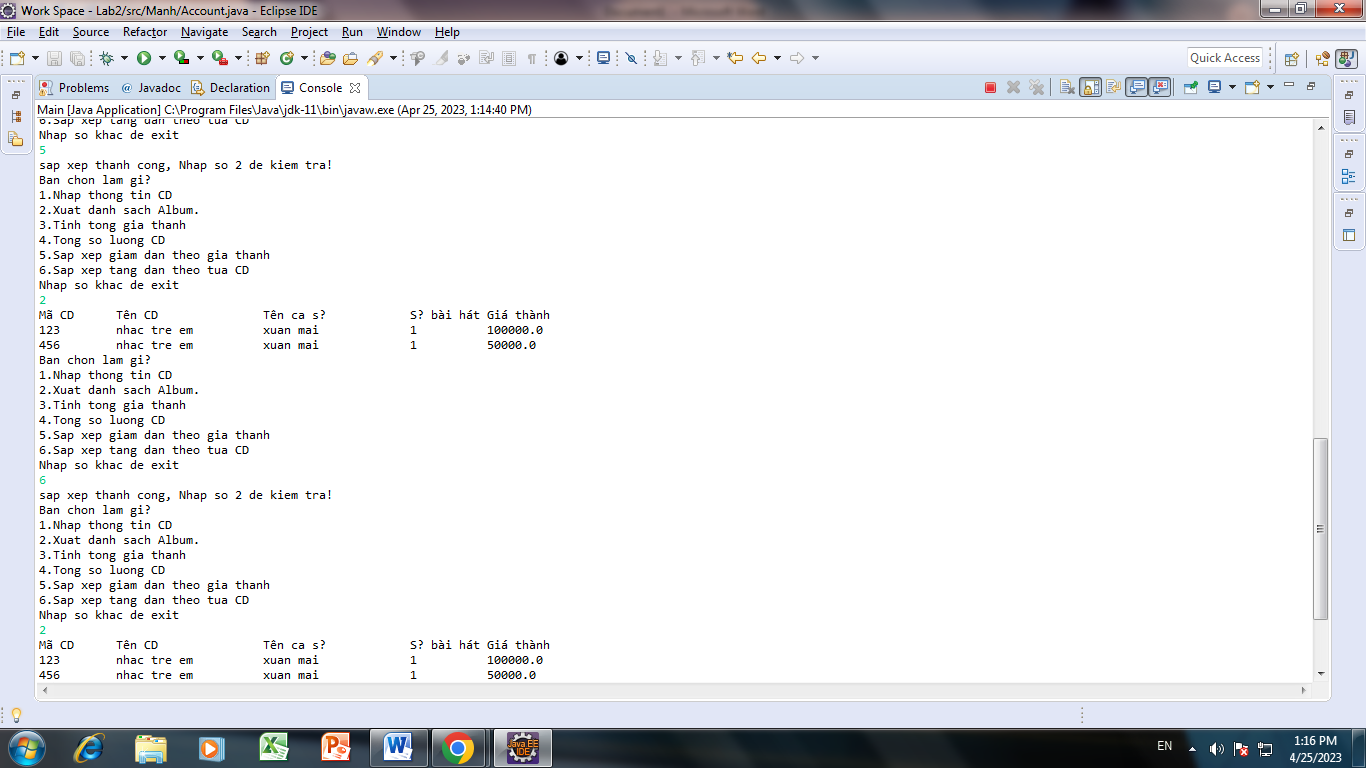 Work Space - Lab2/src/Manh/Account.java - Eclipse IDE
File Edit Source Refactor Navigate Search Project Run Window Help
Quick Access
Problems @ Javadoc Declaration Console
Main [Java Application] C:\Program Files\Java\jdk-11\bin\javaw.exe (Apr 25, 2023, 1:14:40 PM)
6.Sap xep tang dan theo tua CD
Nhap so khac de exit
5
sap xep thanh cong, Nhap so 2 de kiem tra!
Ban chon lam gi?
1.Nhap thong tin CD
2.Xuat danh sach Album.
3.Tinh tong gia thanh
4.Tong so luong CD
5.Sap xep giam dan theo gia thanh
6.Sap xep tang dan theo tua CD
Nhap so khac de exit
2
Mã CD Tên CD Tên ca s? S? bài hát Giá thành
123 nhac tre em xuan mai 1 100000.0
456 nhac tre em xuan mai 1 50000.0
Ban chon lam gi?
1.Nhap thong tin CD
2.Xuat danh sach Album.
3.Tinh tong gia thanh
4.Tong so luong CD
5.Sap xep giam dan theo gia thanh
6.Sap xep tang dan theo tua CD
Nhap so khac de exit
6
sap xep thanh cong, Nhap so 2 de kiem tra!
Ban chon lam gi?
1.Nhap thong tin CD
2.Xuat danh sach Album.
3.Tinh tong gia thanh
4.Tong so luong CD
5.Sap xep giam dan theo gia thanh
6.Sap xep tang dan theo tua CD
Nhap so khac de exit
2
Mã CD Tên CD Tên ca s? S? bài hát Giá thành
123 nhac tre em xuan mai 1 100000.0
456 nhac tre em xuan mai 1 50000.0
Java EE
IDE
EN
1:16 PM
4/25/2023